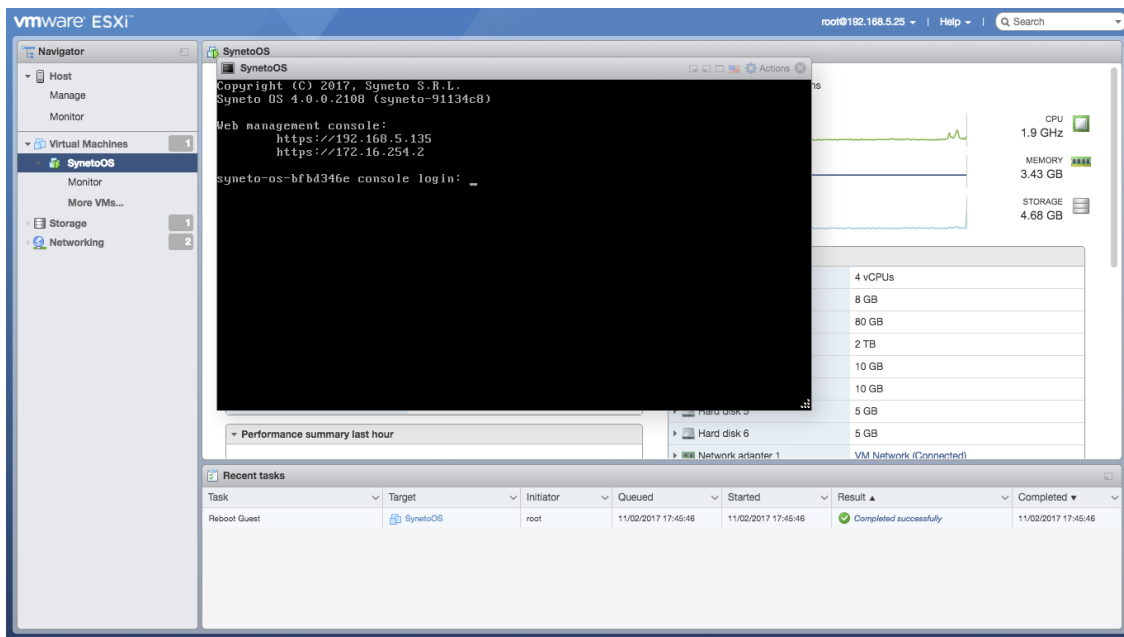 vmware ESXi™
root@192.168.5.25 | Help | Search
Navigator
Host
Manage
Monitor
Virtual Machines 1
SynetoOS
Monitor
More VMs...
Storage 1
Networking 2
SynetoOS
SynetoOS Actions
Copyright (C) 2017, Syneto S.R.L.
Syneto OS 4.0.0.2108 (syneto-91134c8)
Web management console:
https://192.168.5.135
https://172.16.254.2
syneto-os-bfbd346e console login: _
CPU
1.9 GHz
MEMORY
3.43 GB
STORAGE
4.68 GB
4 vCPUs
8 GB
80 GB
2 TB
10 GB
10 GB
Hard disk 5 5 GB
Hard disk 6 5 GB
Network adapter 1 VM Network (Connected)
Performance summary last hour
Recent tasks
Task Target Initiator Queued Started Result Completed
Reboot Guest SynetoOS root 11/02/2017 17:45:46 11/02/2017 17:45:46 Completed successfully 11/02/2017 17:45:46